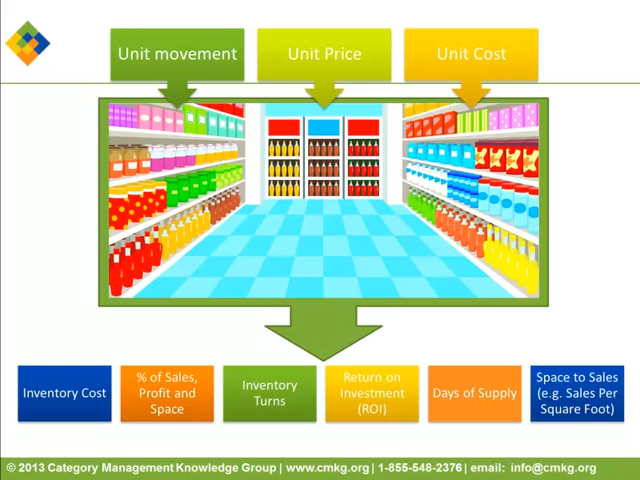 Unit movement
Unit Price
Unit Cost
Inventory Cost
% of Sales,
Profit and
Space
Inventory
Turns
Return on
Investment
(ROI)
Days of Supply
Space to Sales
(e.g. Sales Per
Square Foot)
© 2013 Category Management Knowledge Group | www.cmkg.org | 1-855-548-2376 | email: info@cmkg.org